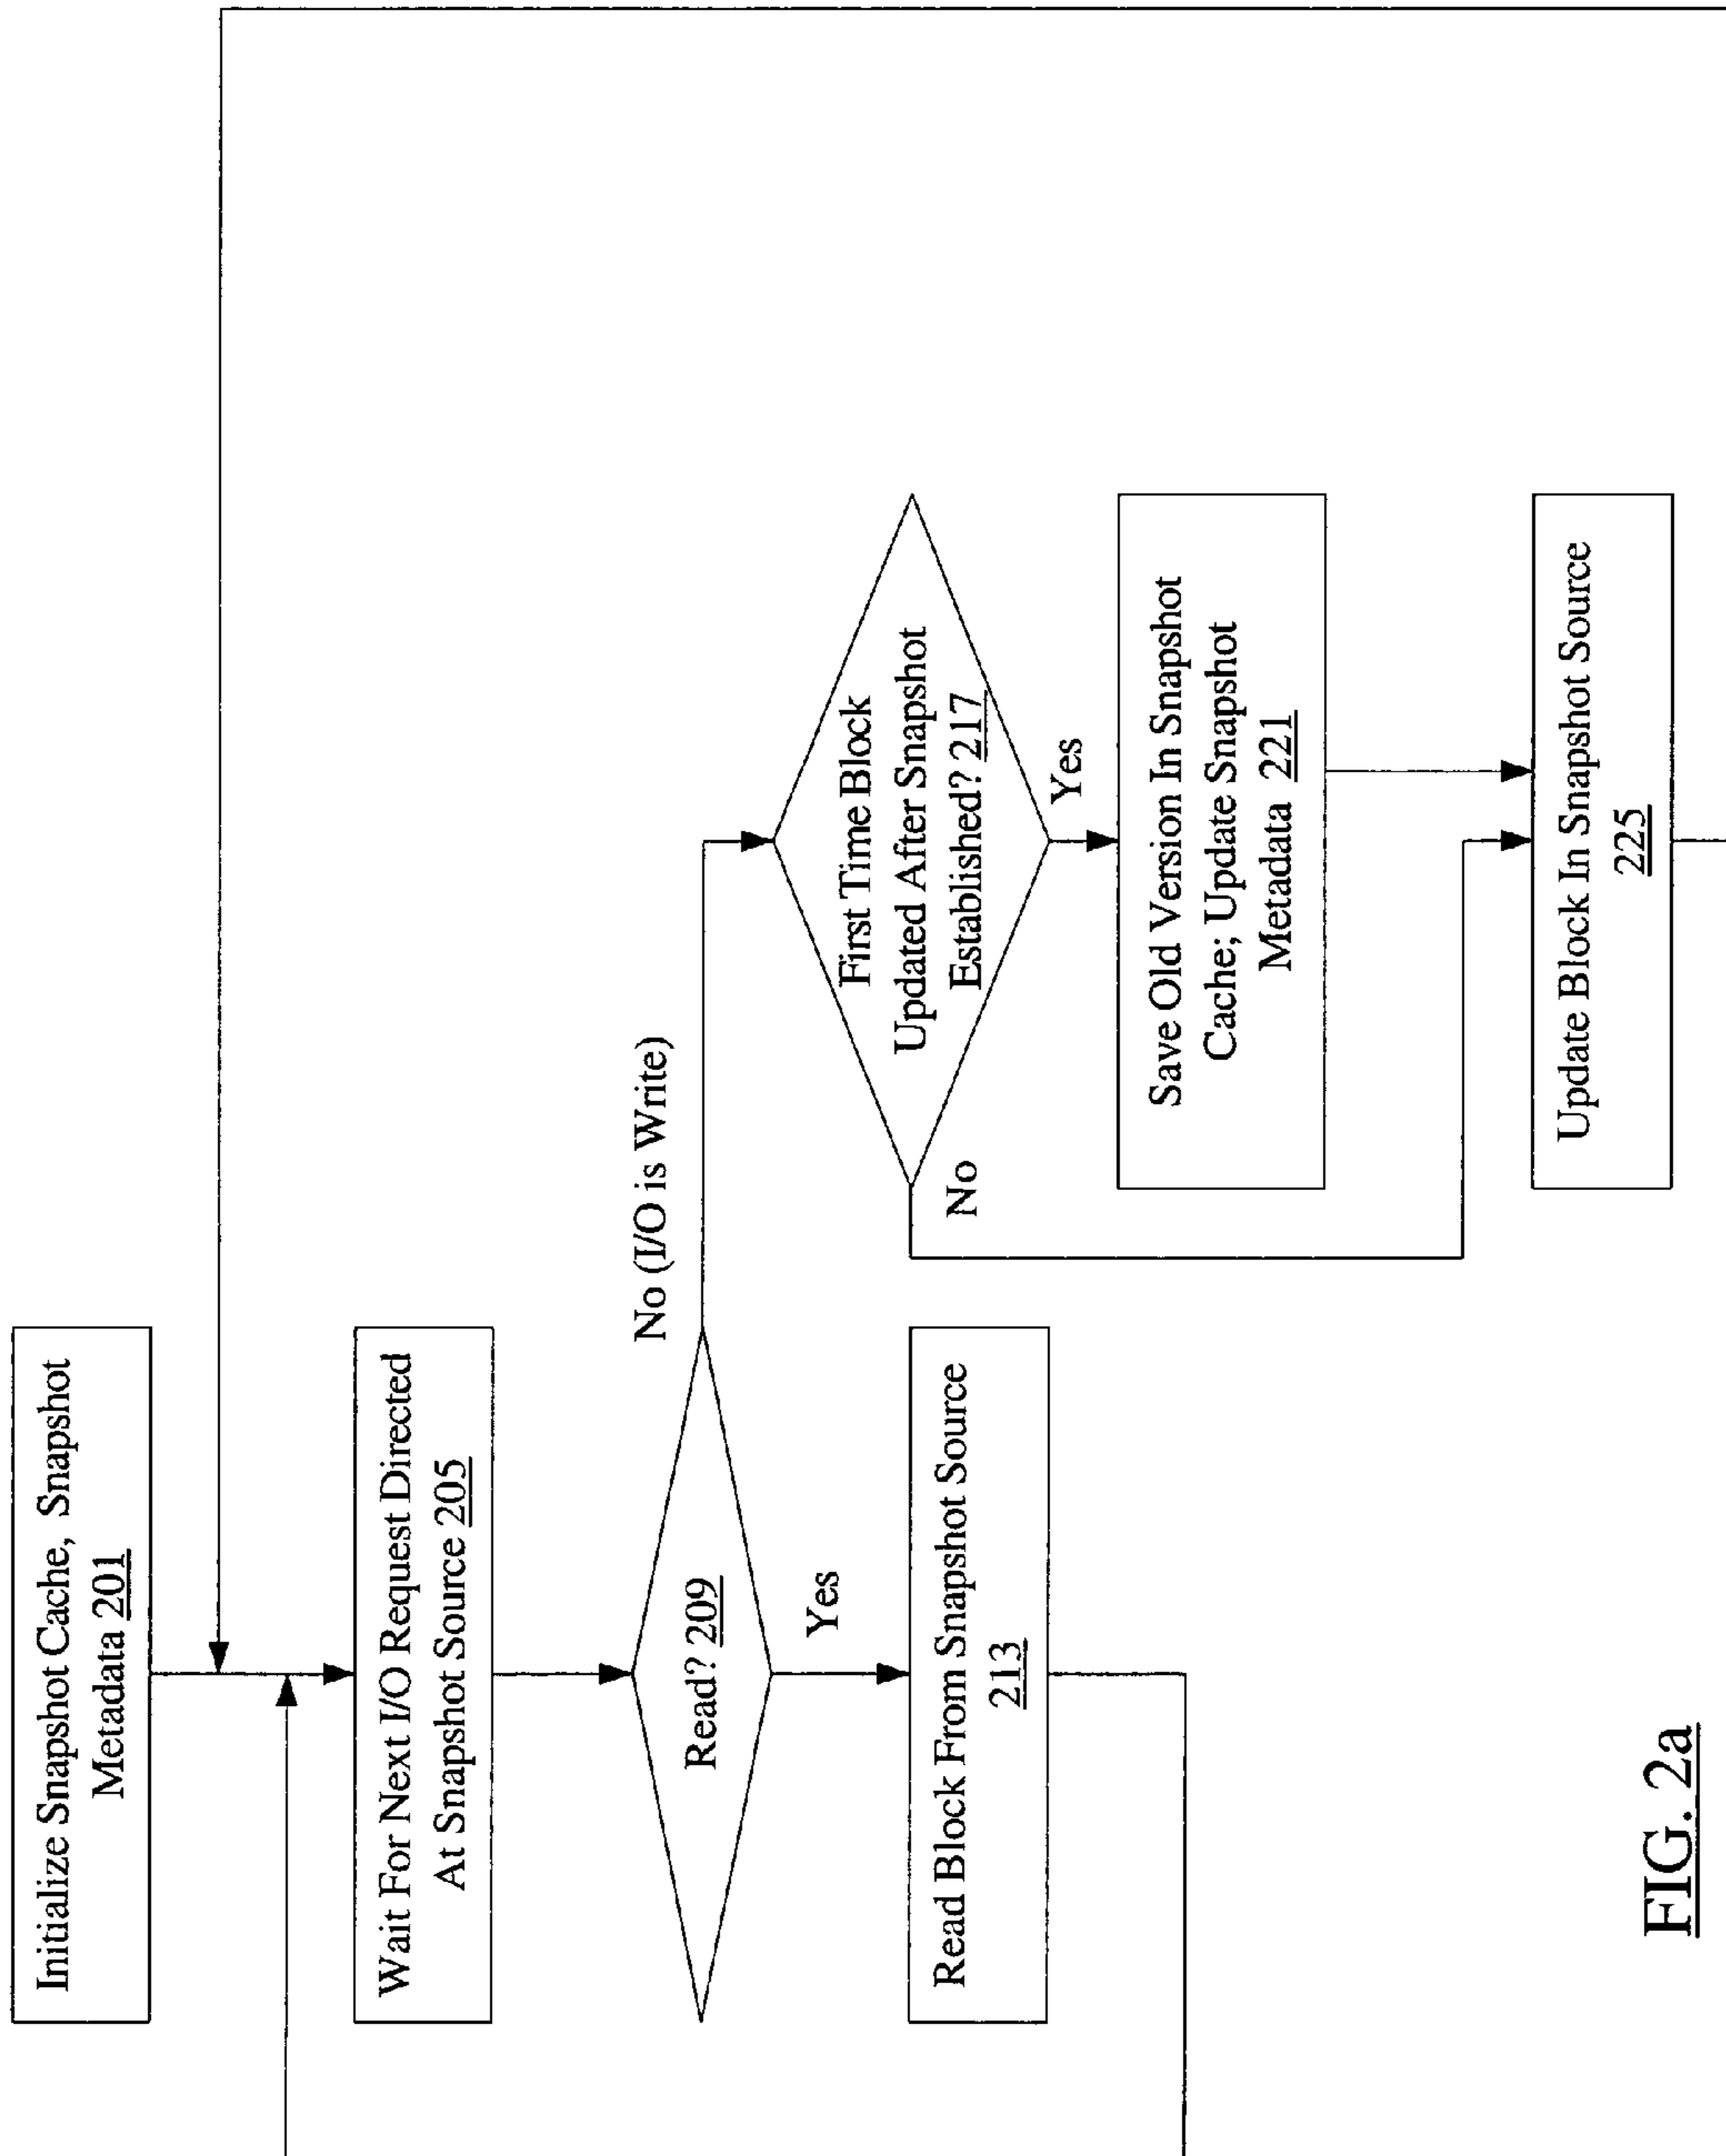 Initialize Snapshot Cache, Snapshot
Metadata 201
Wait For Next I/O Request Directed
At Snapshot Source 205
Read? 209
No (I/O is Write)
Yes
Read Block From Snapshot Source
213
First Time Block
Updated After Snapshot
Established? 217
No
Yes
Save Old Version In Snapshot
Cache; Update Snapshot
Metadata 221
Update Block In Snapshot Source
225
FIG. 2a